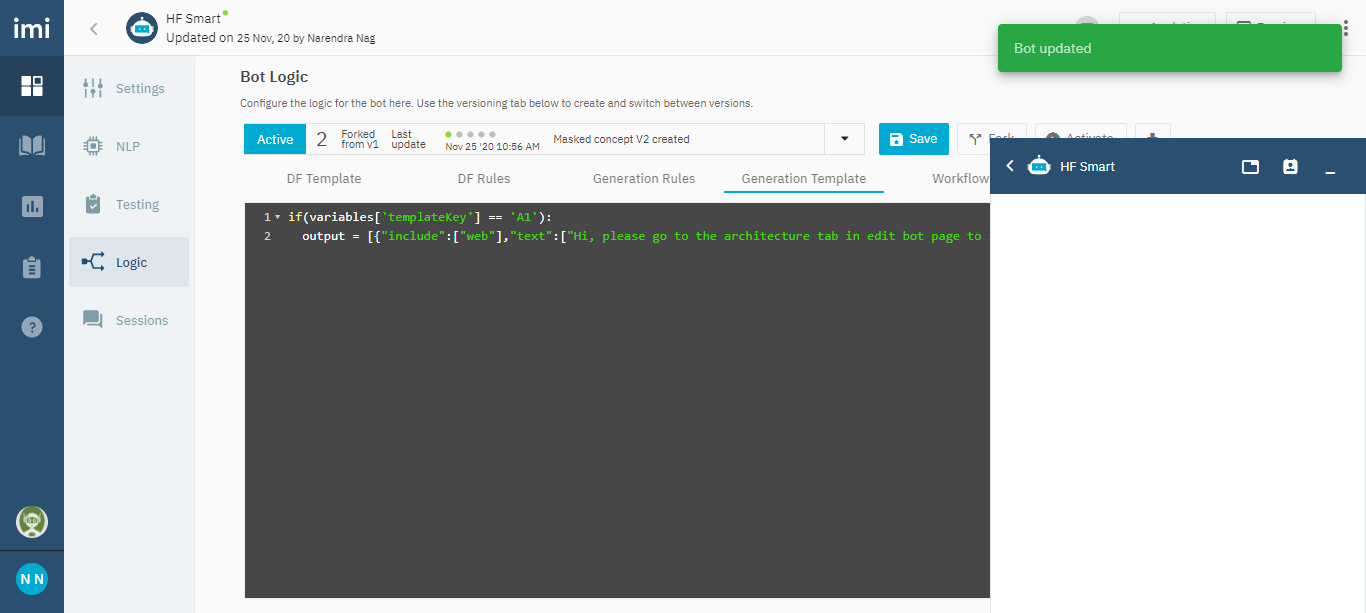 imi
HF Smart
Updated on 25 Nov, 20 by Narendra Nag
Bot updated
Settings
NLP
Testing
Logic
Sessions
Bot Logic
Configure the logic for the bot here. Use the versioning tab below to create and switch between versions.
Active 2 Forked from v1 Last update Nov 25 '20 10:56 AM Masked concept V2 created Save Fork Activate
DF Template DF Rules Generation Rules Generation Template Workflow
1 if(variables['templateKey'] == 'A1'):
2 output = [{"include":["web"],"text":["Hi, please go to the architecture tab in edit bot page to
HF Smart
?
N N